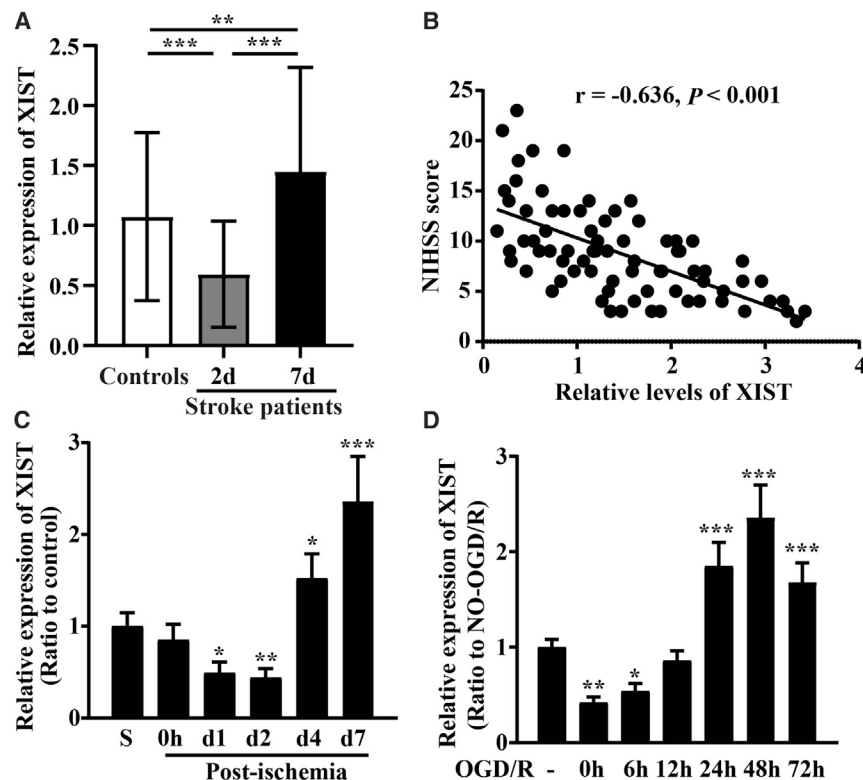 A
**
***
***
Relative expression of XIST
2.5
2.0
1.5
1.0
0.5
0.0
Controls
2d
7d
Stroke patients
B
r = -0.636, P < 0.001
NIHSS score
25
20
15
10
5
0
0
1
2
3
4
Relative levels of XIST
C
Relative expression of XIST
(Ratio to control)
3
2
1
0
*
**
*
***
S
0h
d1
d2
d4
d7
Post-ischemia
D
Relative expression of XIST
(Ratio to NO-OGD/R)
3
2
1
0
**
*
***
***
***
OGD/R - 0h 6h 12h 24h 48h 72h